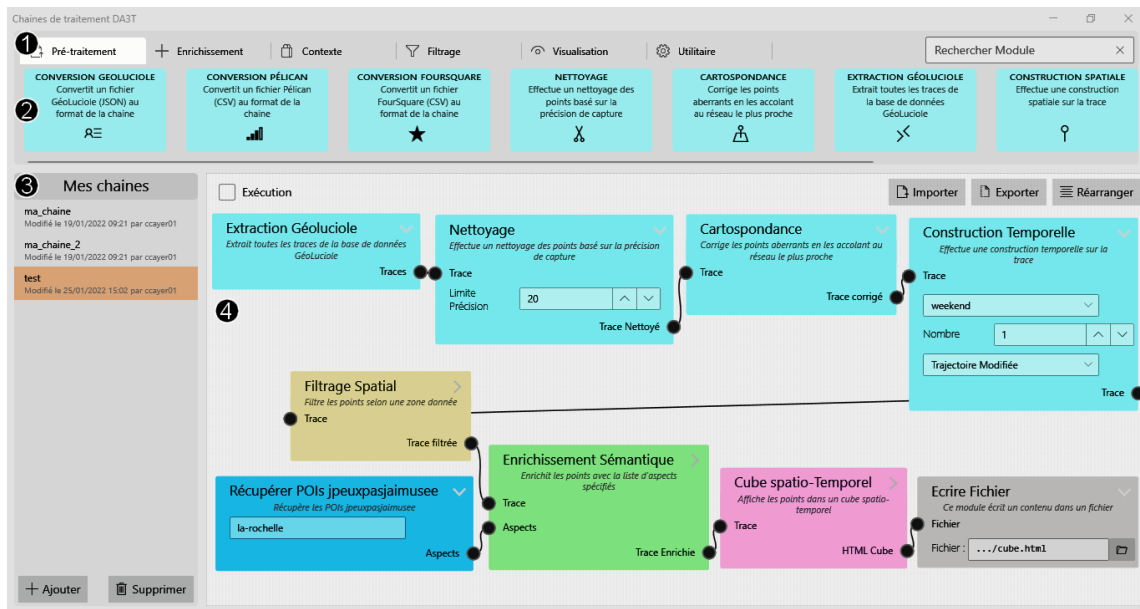 Chaines de traitement DA3T
1 Pré-traitement
Enrichissement
Contexte
Filtrage
Visualisation
Utilitaire
Rechercher Module
2
CONVERSION GEOLUCIOLE
Convertit un fichier
GéoLuciole (JSON) au
format de la chaine
CONVERSION PÉLICAN
Convertit un fichier Pélican
(CSV) au format de la
chaine
CONVERSION FOURSQUARE
Convertit un fichier
FourSquare (CSV) au
format de la chaine
NETTOYAGE
Effectue un nettoyage des
points basé sur la
précision de capture
CARTOSPONDANCE
Corrige les points
aberrants en les accolant
au réseau le plus proche
EXTRACTION GÉOLUCIOLE
Extrait toutes les traces de
la base de données
GéoLuciole
CONSTRUCTION SPATIALE
Effectue une construction
spatiale sur la trace
3 Mes chaines
ma_chaine
Modifié le 19/01/2022 09:21 par ccayer01
ma_chaine_2
Modifié le 19/01/2022 09:21 par ccayer01
test
Modifié le 25/01/2022 15:02 par ccayer01
Ajouter
Supprimer
Exécution
Importer
Exporter
Réarranger
4
Extraction Géoluciole
Extrait toutes les traces de la base de données
GéoLuciole
Traces
Nettoyage
Effectue un nettoyage des points basé sur la précision
de capture
Trace
Limite
Précision
20
Trace Nettoyé
Cartospondance
Corrige les points aberrants en les accolant au
réseau le plus proche
Trace
Trace corrigé
Construction Temporelle
Effectue une construction temporelle sur la
trace
Trace
weekend
Nombre
1
Trajectoire Modifiée
Trace
Filtrage Spatial
Filtre les points selon une zone donnée
Trace
Trace filtrée
Récupérer POIs jpeuxpasjaimusee
Récupère les POIs jpeuxpasjaimusee
la-rochelle
Aspects
Enrichissement Sémantique
Enrichit les points avec la liste d'aspects
spécifiés
Trace
Aspects
Trace Enrichie
Cube spatio-Temporel
Affiche les points dans un cube spatio-
temporel
Trace
HTML Cube
Ecrire Fichier
Ce module écrit un contenu dans un fichier
Fichier
Fichier : .../cube.html